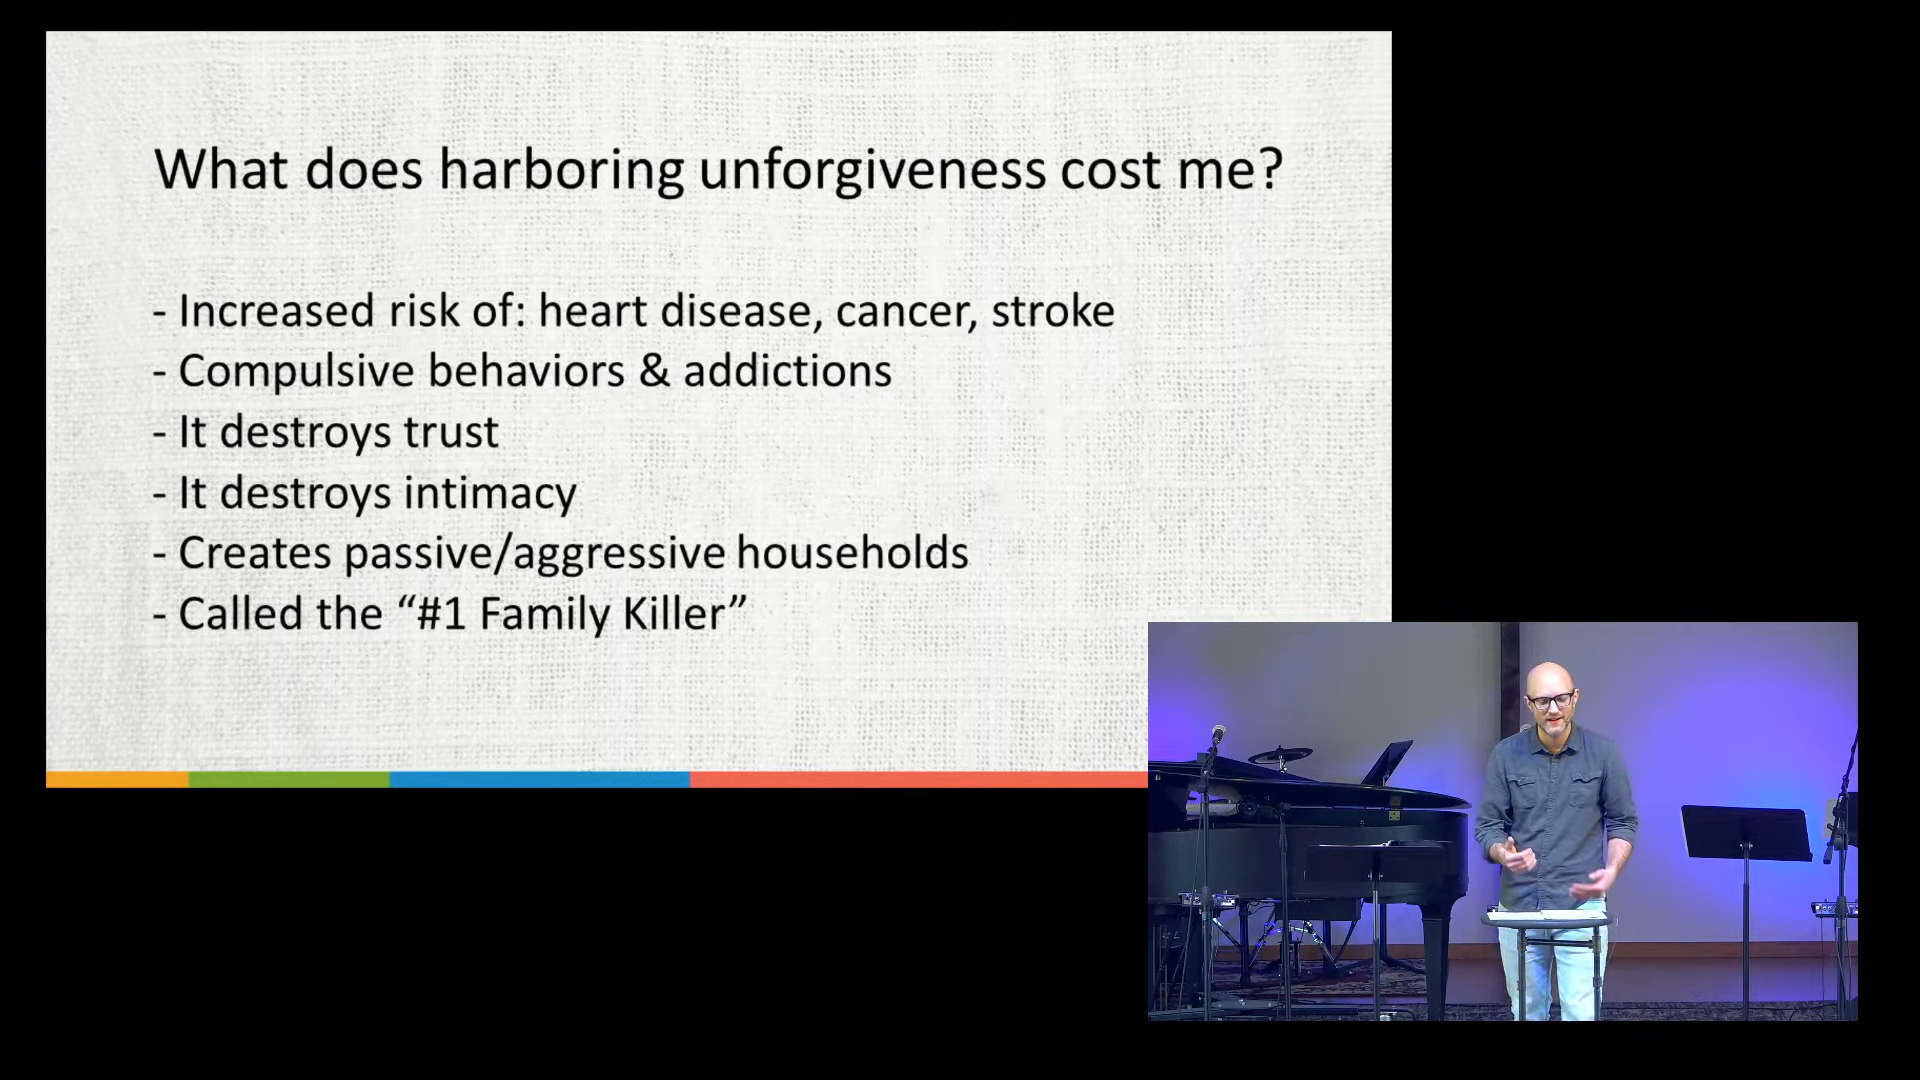 What does harboring unforgiveness cost me?
- Increased risk of: heart disease, cancer, stroke
- Compulsive behaviors & addictions
- It destroys trust
- It destroys intimacy
- Creates passive/aggressive households
- Called the “#1 Family Killer”